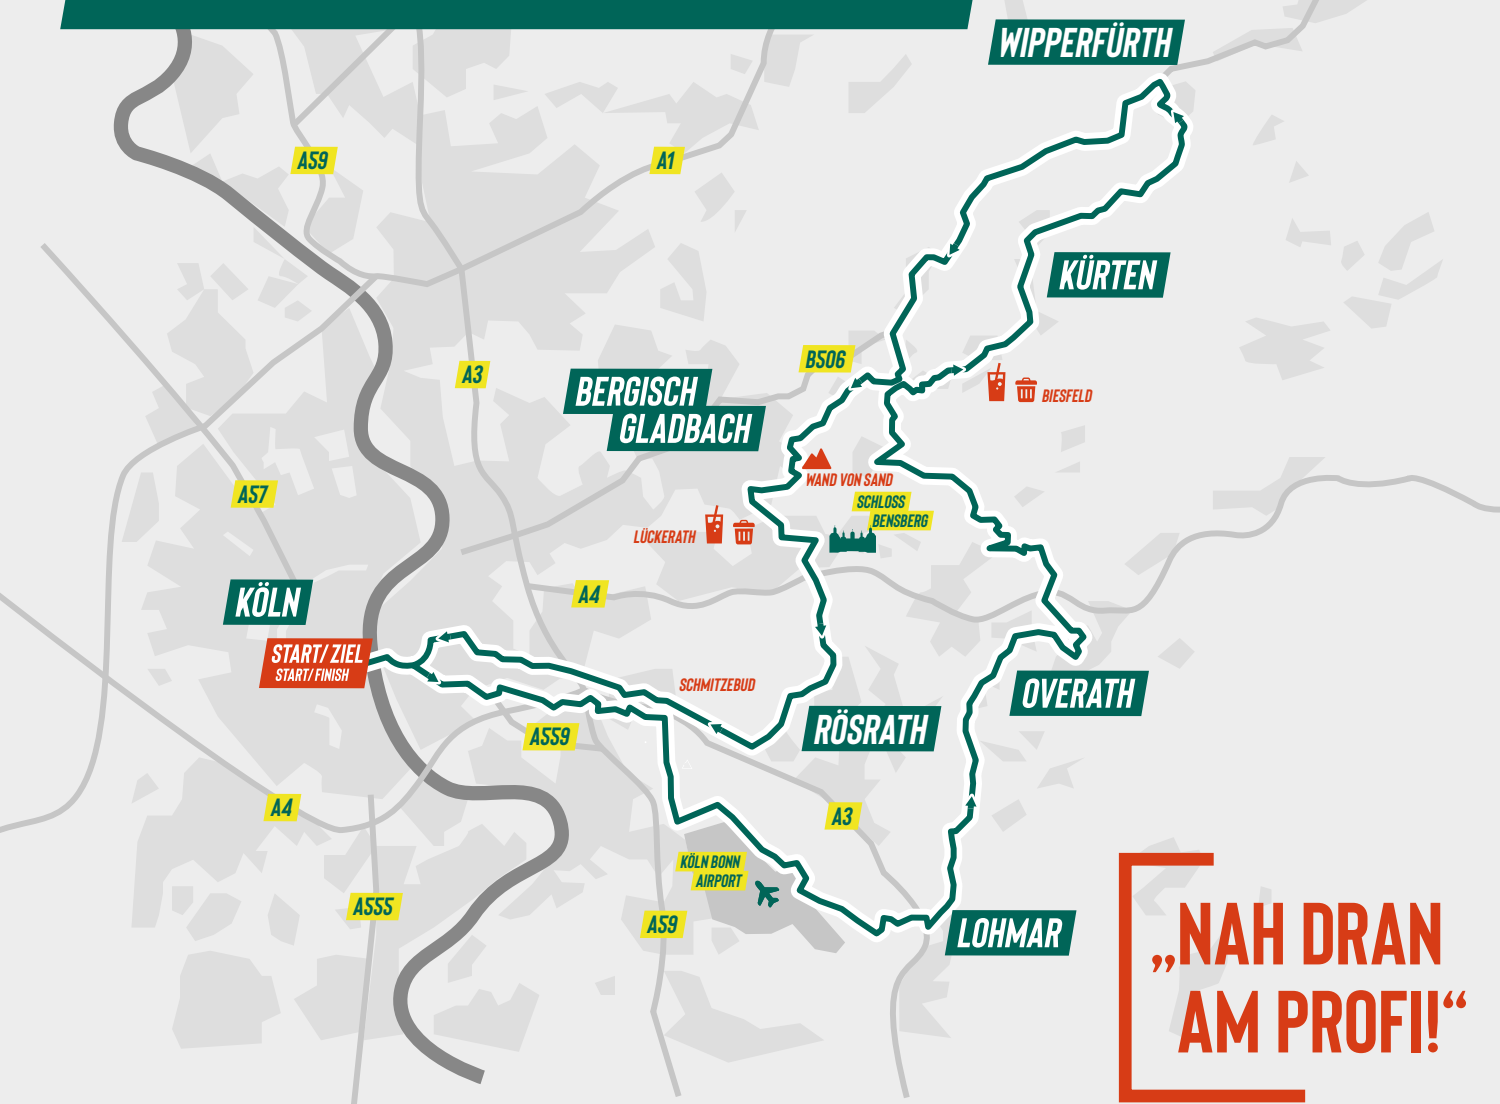 WIPPERFÜRTH
A59
A1
KÜRTEN
B506
A3
BERGISCH
GLADBACH
BIESFELD
WAND VON SAND
A57
SCHLOSS
BENSBERG
LÜCKERATH
A4
KÖLN
START/ ZIEL
START/ FINISH
SCHMITZEBUD
OVERATH
RÖSRATH
A559
A4
A3
KÖLN BONN
AIRPORT
A555
A59
LOHMAR
„NAH DRAN
AM PROFI!“